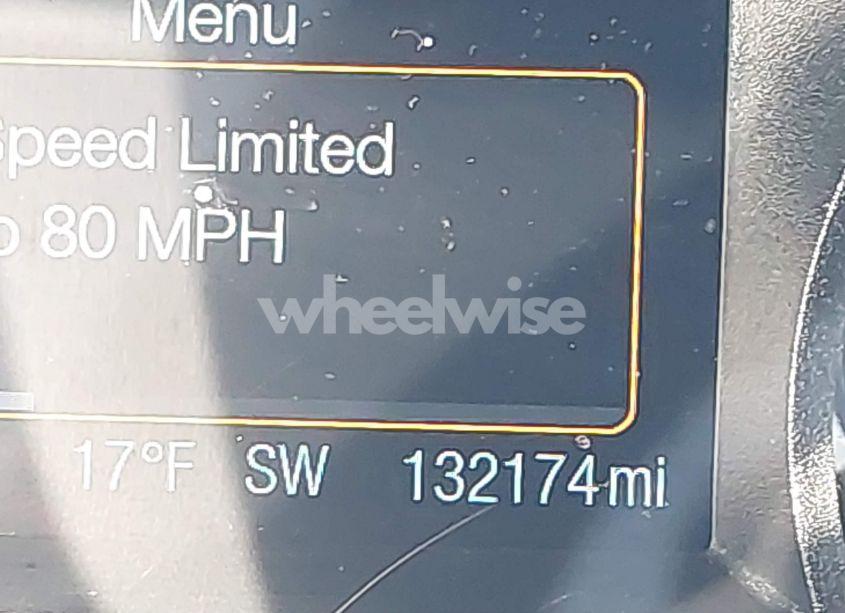 Menu
Speed Limited
o 80 MPH
wheelwise
17°F SW 132174mi